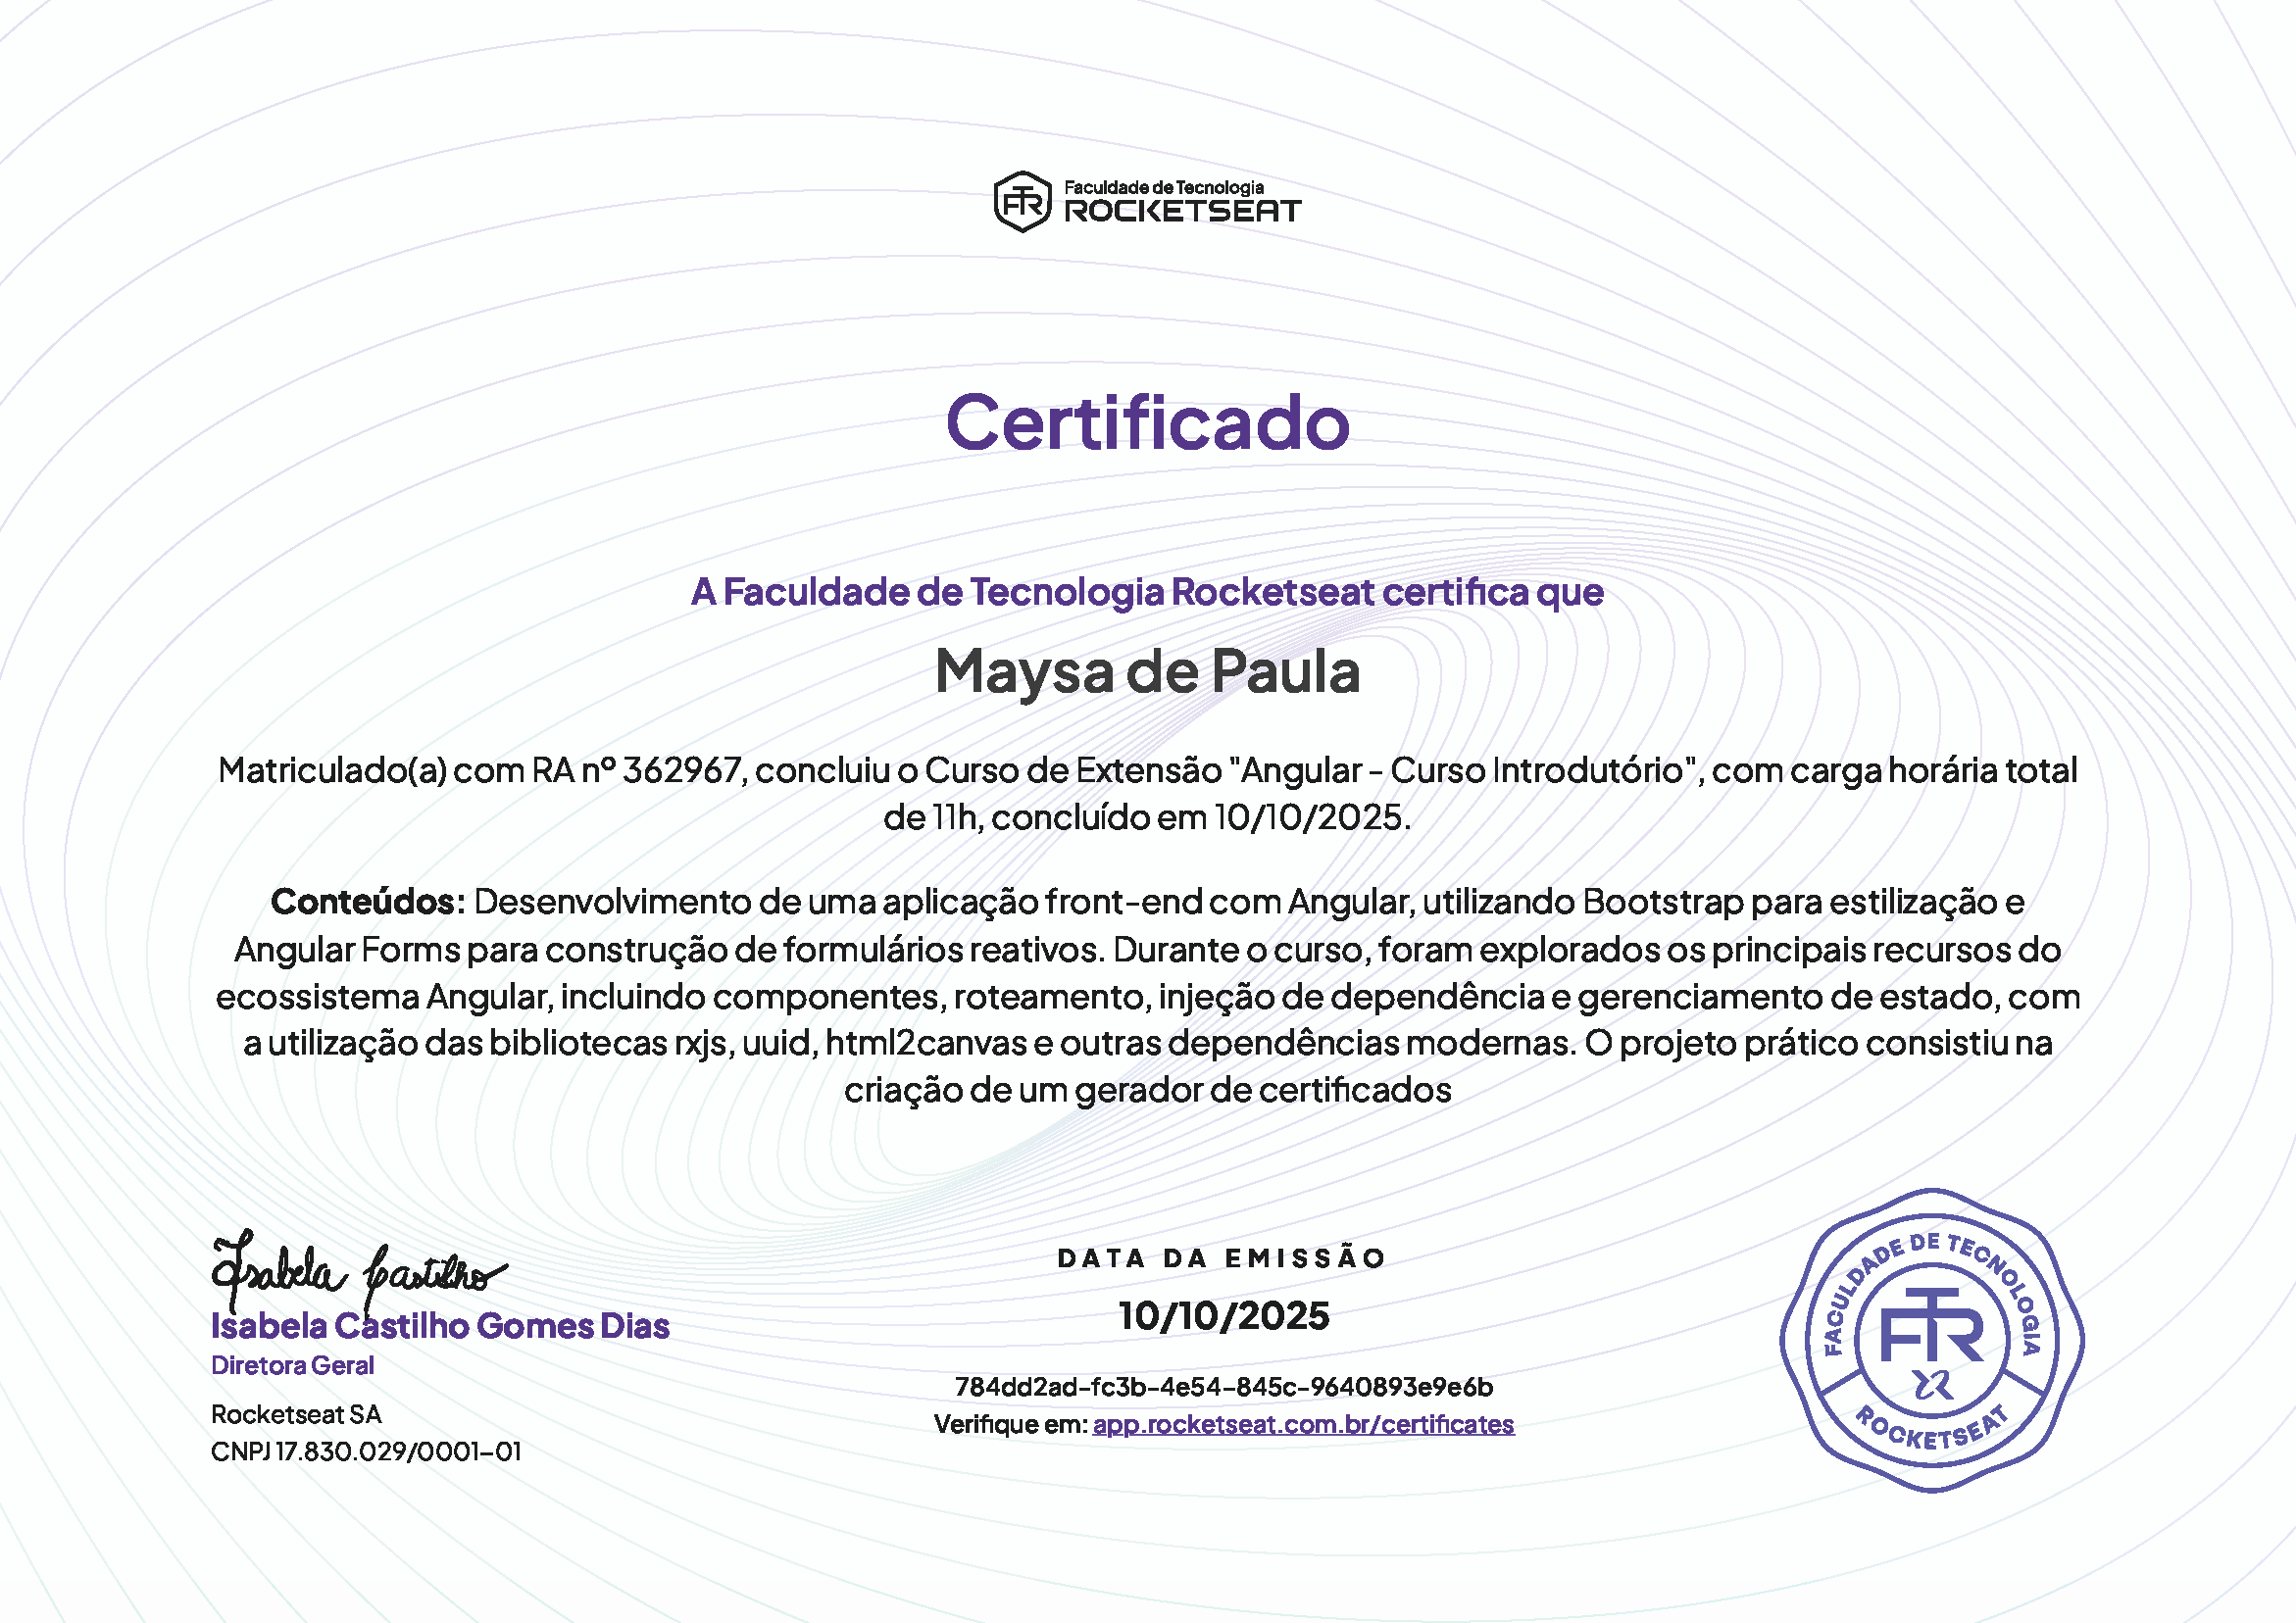 Faculdade de Tecnologia
ROCKETSEAT
Certificado
A Faculdade de Tecnologia Rocketseat certifica que
Maysa de Paula
Matriculado(a) com RA nº 362967, concluiu o Curso de Extensão "Angular - Curso Introdutório", com carga horária total
de 11h, concluído em 10/10/2025.
Conteúdos: Desenvolvimento de uma aplicação front-end com Angular, utilizando Bootstrap para estilização e
Angular Forms para construção de formulários reativos. Durante o curso, foram explorados os principais recursos do
ecossistema Angular, incluindo componentes, roteamento, injeção de dependência e gerenciamento de estado, com
a utilização das bibliotecas rxjs, uuid, html2canvas e outras dependências modernas. O projeto prático consistiu na
criação de um gerador de certificados
Isabela Castilho
Isabela Castilho Gomes Dias
Diretora Geral
Rocketseat SA
CNPJ 17.830.029/0001-01
DATA DA EMISSÃO
10/10/2025
784dd2ad-fc3b-4e54-845c-9640893e9e6b
Verifique em: app.rocketseat.com.br/certificates
FACULDADE DE TECNOLOGIA
FTR
ROCKETSEAT